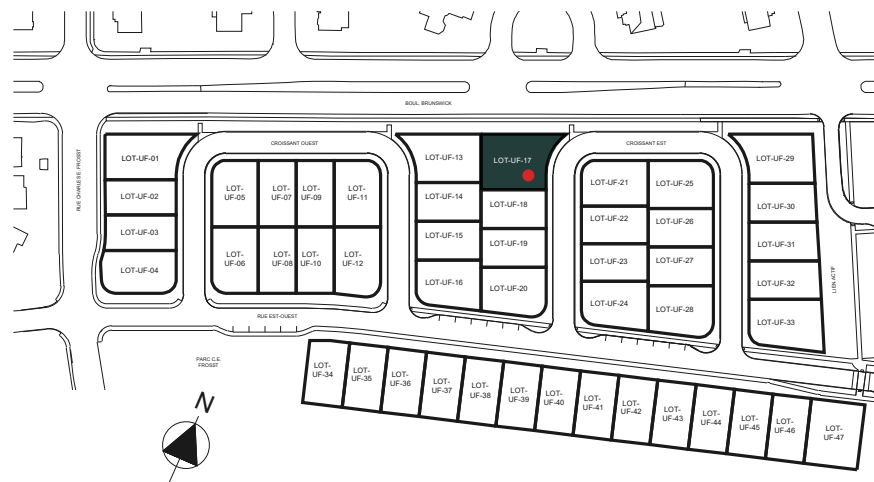 BOUL. BRUNSWICK
RUE CHARLES E. FROSST
CROISSANT OUEST
CROISSANT EST
LOT-UF-01
LOT-UF-02
LOT-UF-03
LOT-UF-04
LOT-
UF-05
LOT-
UF-07
LOT-
UF-09
LOT-
UF-11
LOT-
UF-06
LOT-
UF-08
LOT-
UF-10
LOT-
UF-12
LOT-UF-13
LOT-UF-14
LOT-UF-15
LOT-UF-16
LOT-UF-17
LOT-UF-18
LOT-UF-19
LOT-UF-20
LOT-UF-21
LOT-UF-22
LOT-UF-23
LOT-UF-24
LOT-UF-25
LOT-UF-26
LOT-UF-27
LOT-UF-28
LOT-UF-29
LOT-UF-30
LOT-UF-31
LOT-UF-32
LOT-UF-33
LIEN ACTIF
RUE EST-OUEST
PARC C.E.
FROSST
LOT-
UF-34
LOT-
UF-35
LOT-
UF-36
LOT-
UF-37
LOT-
UF-38
LOT-
UF-39
LOT-
UF-40
LOT-
UF-41
LOT-
UF-42
LOT-
UF-43
LOT-
UF-44
LOT-
UF-45
LOT-
UF-46
LOT-
UF-47
N